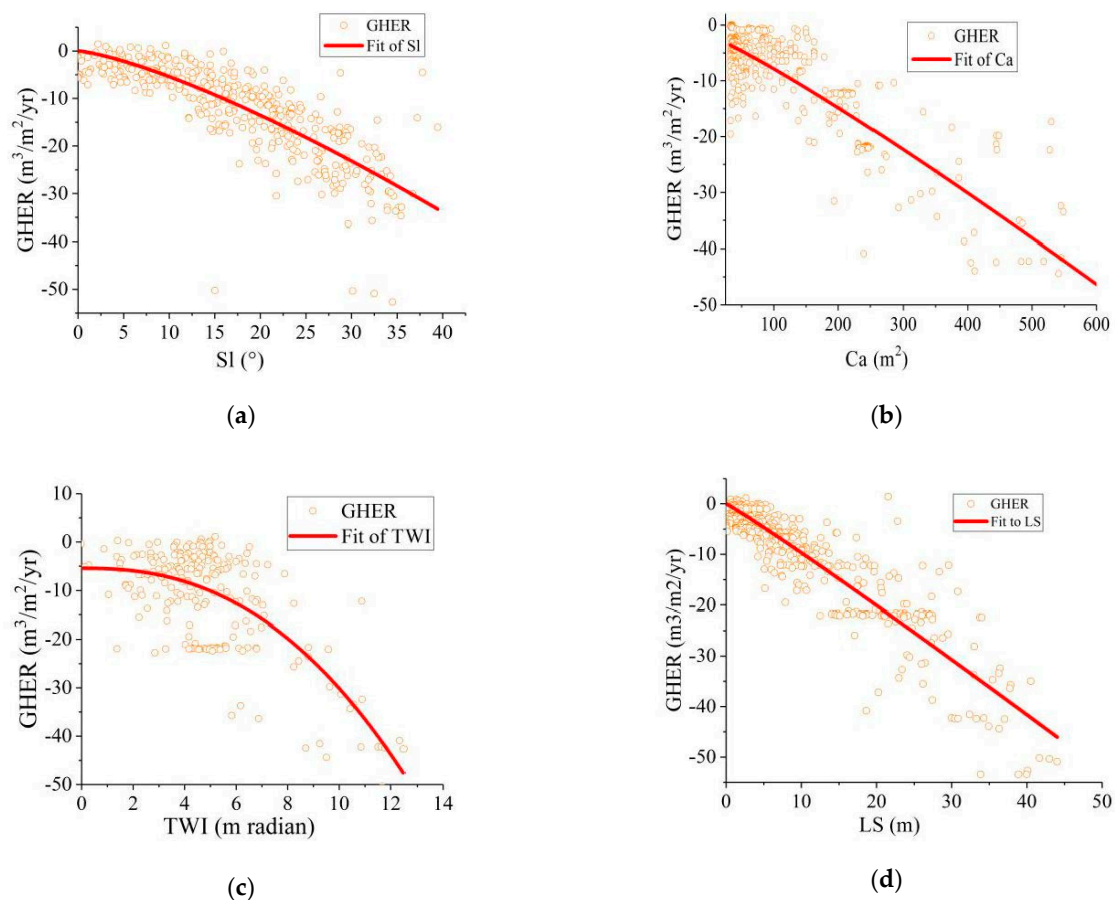 GHER
Fit of Sl
0
-10
-20
-30
-40
-50
GHER (m³/m²/yr)
0 5 10 15 20 25 30 35 40
Sl (°)
(a)
GHER
Fit of Ca
0
-10
-20
-30
-40
-50
GHER (m³/m²/yr)
100 200 300 400 500 600
Ca (m²)
(b)
GHER
Fit of TWI
10
0
-10
-20
-30
-40
-50
GHER (m³/m²/yr)
0 2 4 6 8 10 12 14
TWI (m radian)
(c)
GHER
Fit to LS
0
-10
-20
-30
-40
-50
GHER (m3/m2/yr)
0 10 20 30 40 50
LS (m)
(d)